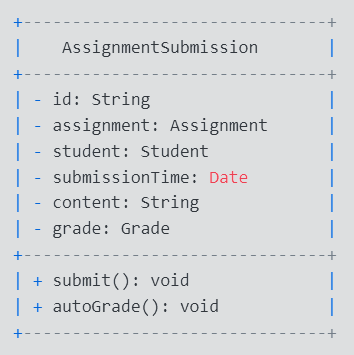 +-------------------------------+
|    AssignmentSubmission       |
+-------------------------------+
| - id: String                  |
| - assignment: Assignment      |
| - student: Student            |
| - submissionTime: Date        |
| - content: String             |
| - grade: Grade                |
+-------------------------------+
| + submit(): void              |
| + autoGrade(): void           |
+-------------------------------+